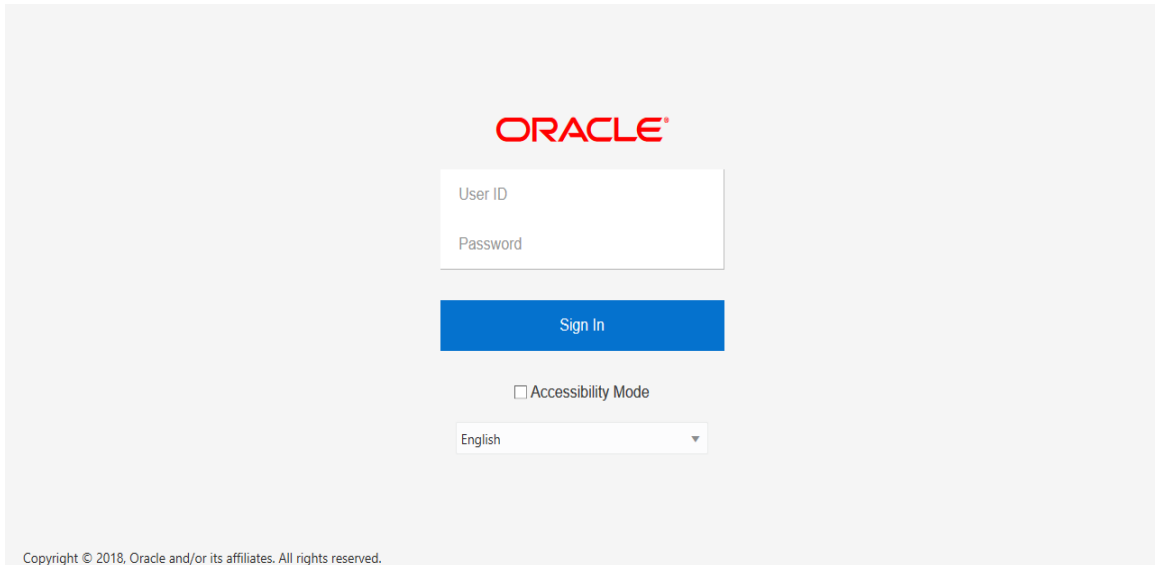 ORACLE®
User ID
Password
Sign In
Accessibility Mode
English
Copyright © 2018, Oracle and/or its affiliates. All rights reserved.